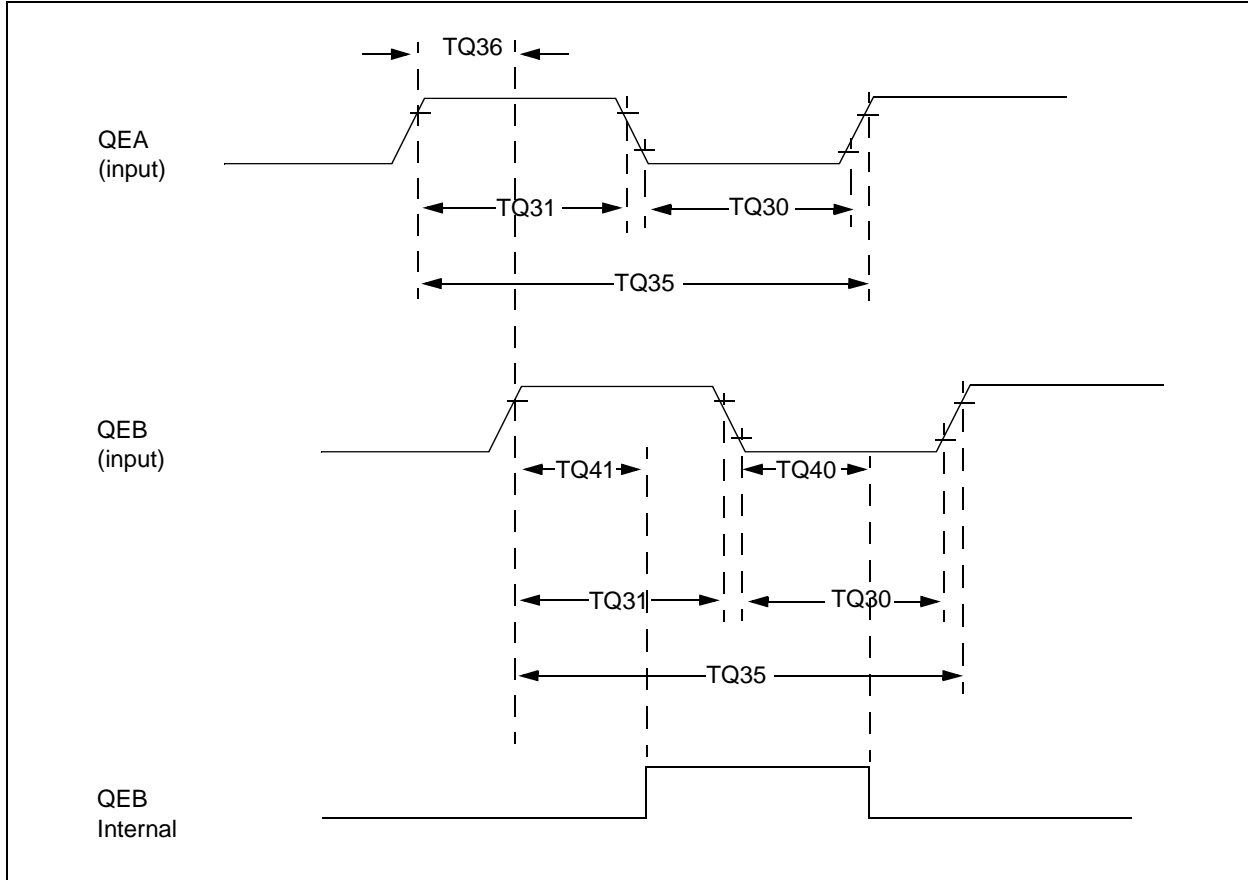 TQ36
QEA
(input)
TQ31
TQ30
TQ35
QEB
(input)
TQ41
TQ40
TQ31
TQ30
TQ35
QEB
Internal